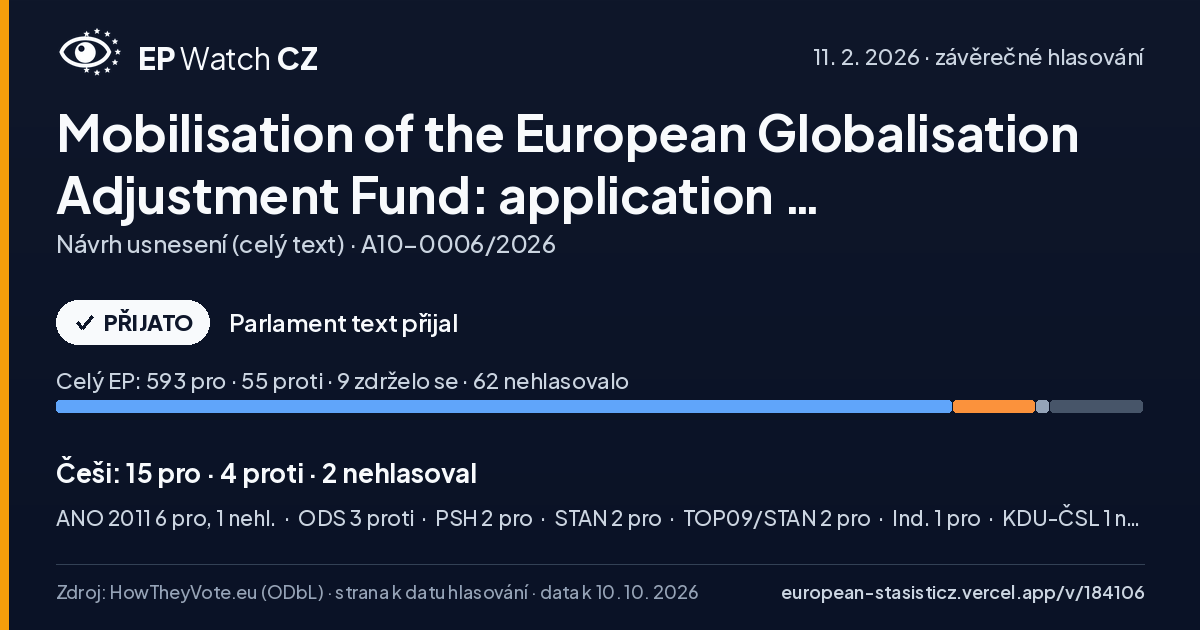 EP Watch CZ
11. 2. 2026 · závěrečné hlasování
Mobilisation of the European Globalisation
Adjustment Fund: application …
Návrh usnesení (celý text) · A10-0006/2026
✓ PŘIJATO
Parlament text přijal
Celý EP: 593 pro · 55 proti · 9 zdrželo se · 62 nehlasovalo
Češi: 15 pro · 4 proti · 2 nehlasoval
ANO 2011 6 pro, 1 nehl. · ODS 3 proti · PSH 2 pro · STAN 2 pro · TOP09/STAN 2 pro · Ind. 1 pro · KDU-ČSL 1 n…
Zdroj: HowTheyVote.eu (ODbL) · strana k datu hlasování · data k 10. 10. 2026
european-stasisticz.vercel.app/v/184106